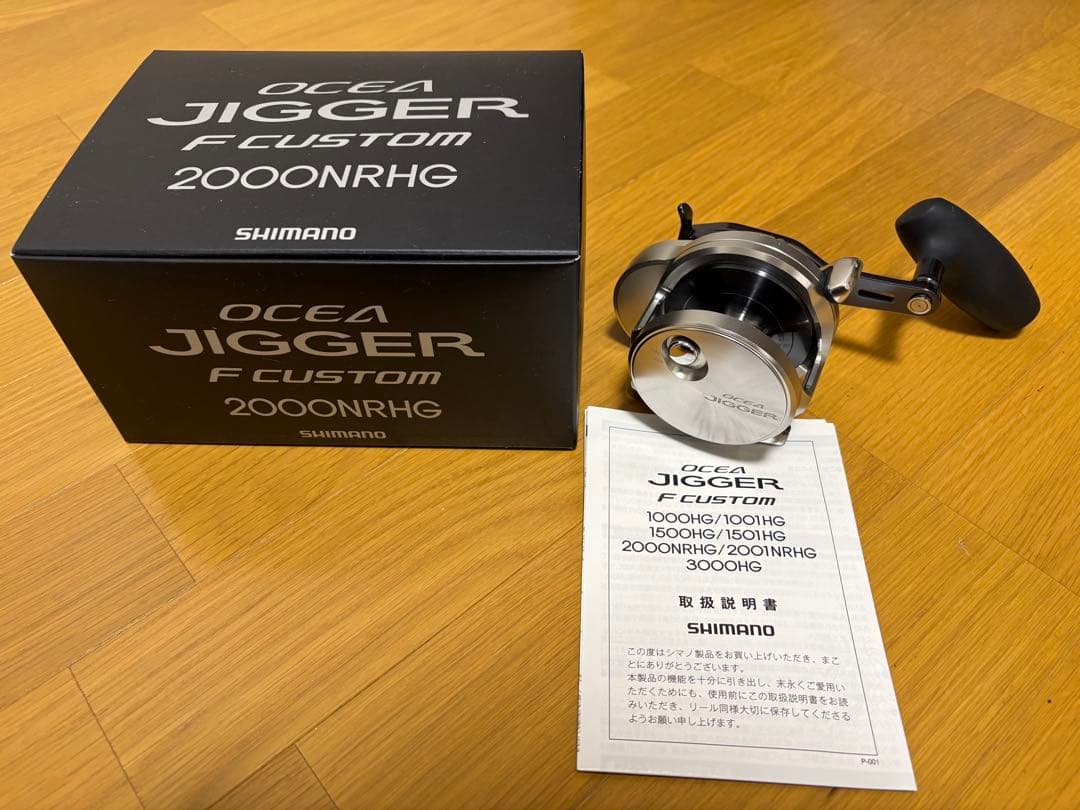 OCEA
JIGGER
F CUSTOM
2000NRHG
SHIMANO
OCEA
JIGGER
F CUSTOM
2000NRHG
SHIMANO
OCEA
JIGGER
OCEA
JIGGER
F CUSTOM
1000HG/1001HG
1500HG/1501HG
2000NRHG/2001NRHG
3000HG
取扱説明書
SHIMANO
この度はシマノ製品をお買い上げいただき、まこ
とにありがとうございます。
本製品の機能を十分に引き出し、末永くご愛用い
ただくためにも、使用前にこの取扱説明書をお読
みいただき、リール同様大切に保存してくださる
ようお願い申し上げます。
P-001